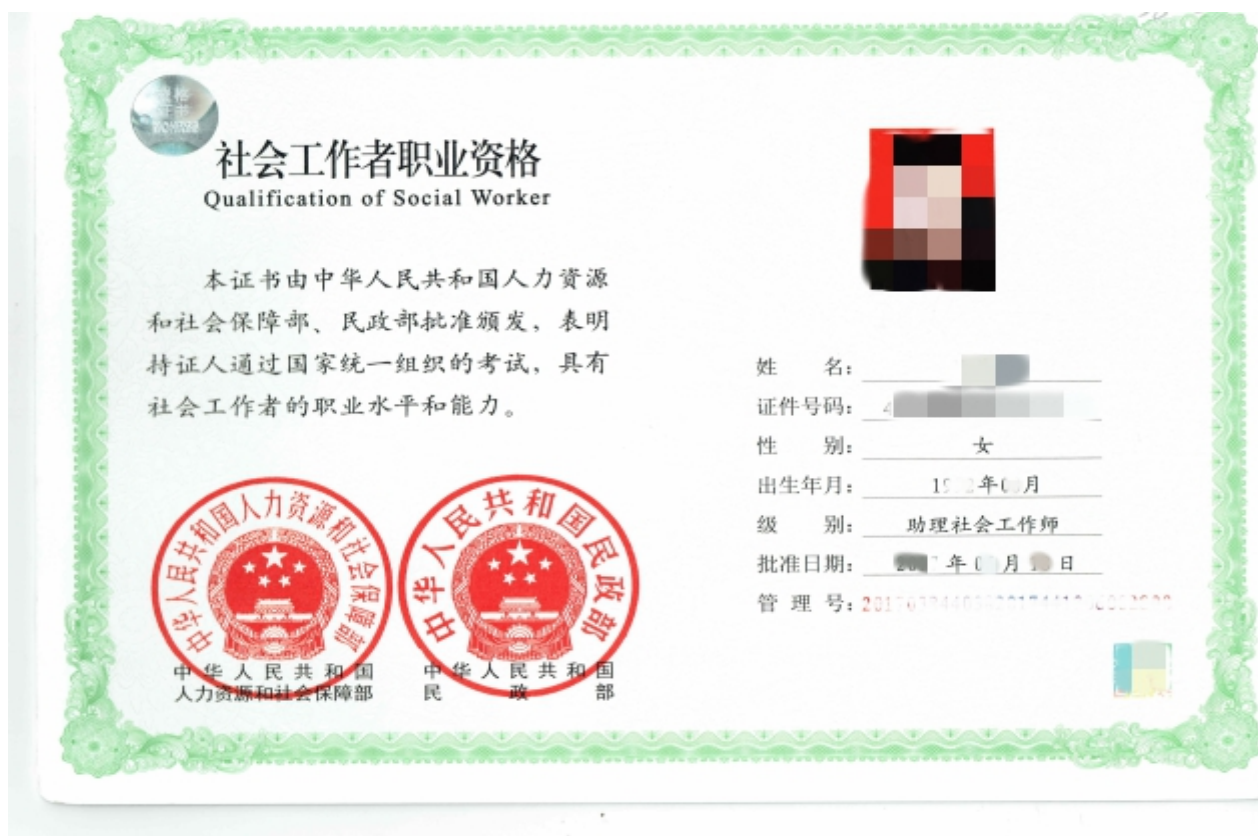 社会工作者职业资格
Qualification of Social Worker
本证书由中华人民共和国人力资源
和社会保障部、民政部批准颁发，表明
持证人通过国家统一组织的考试，具有
社会工作者的职业水平和能力。
中华人民共和国人力资源和社会保障部
中华人民共和国民政部
中华人民共和国
人力资源和社会保障部
中华人民共和国
民政部
姓 名：
证件号码：
性 别： 女
出生年月： 年 月
级 别： 助理社会工作师
批准日期： 年 月 日
管 理 号：